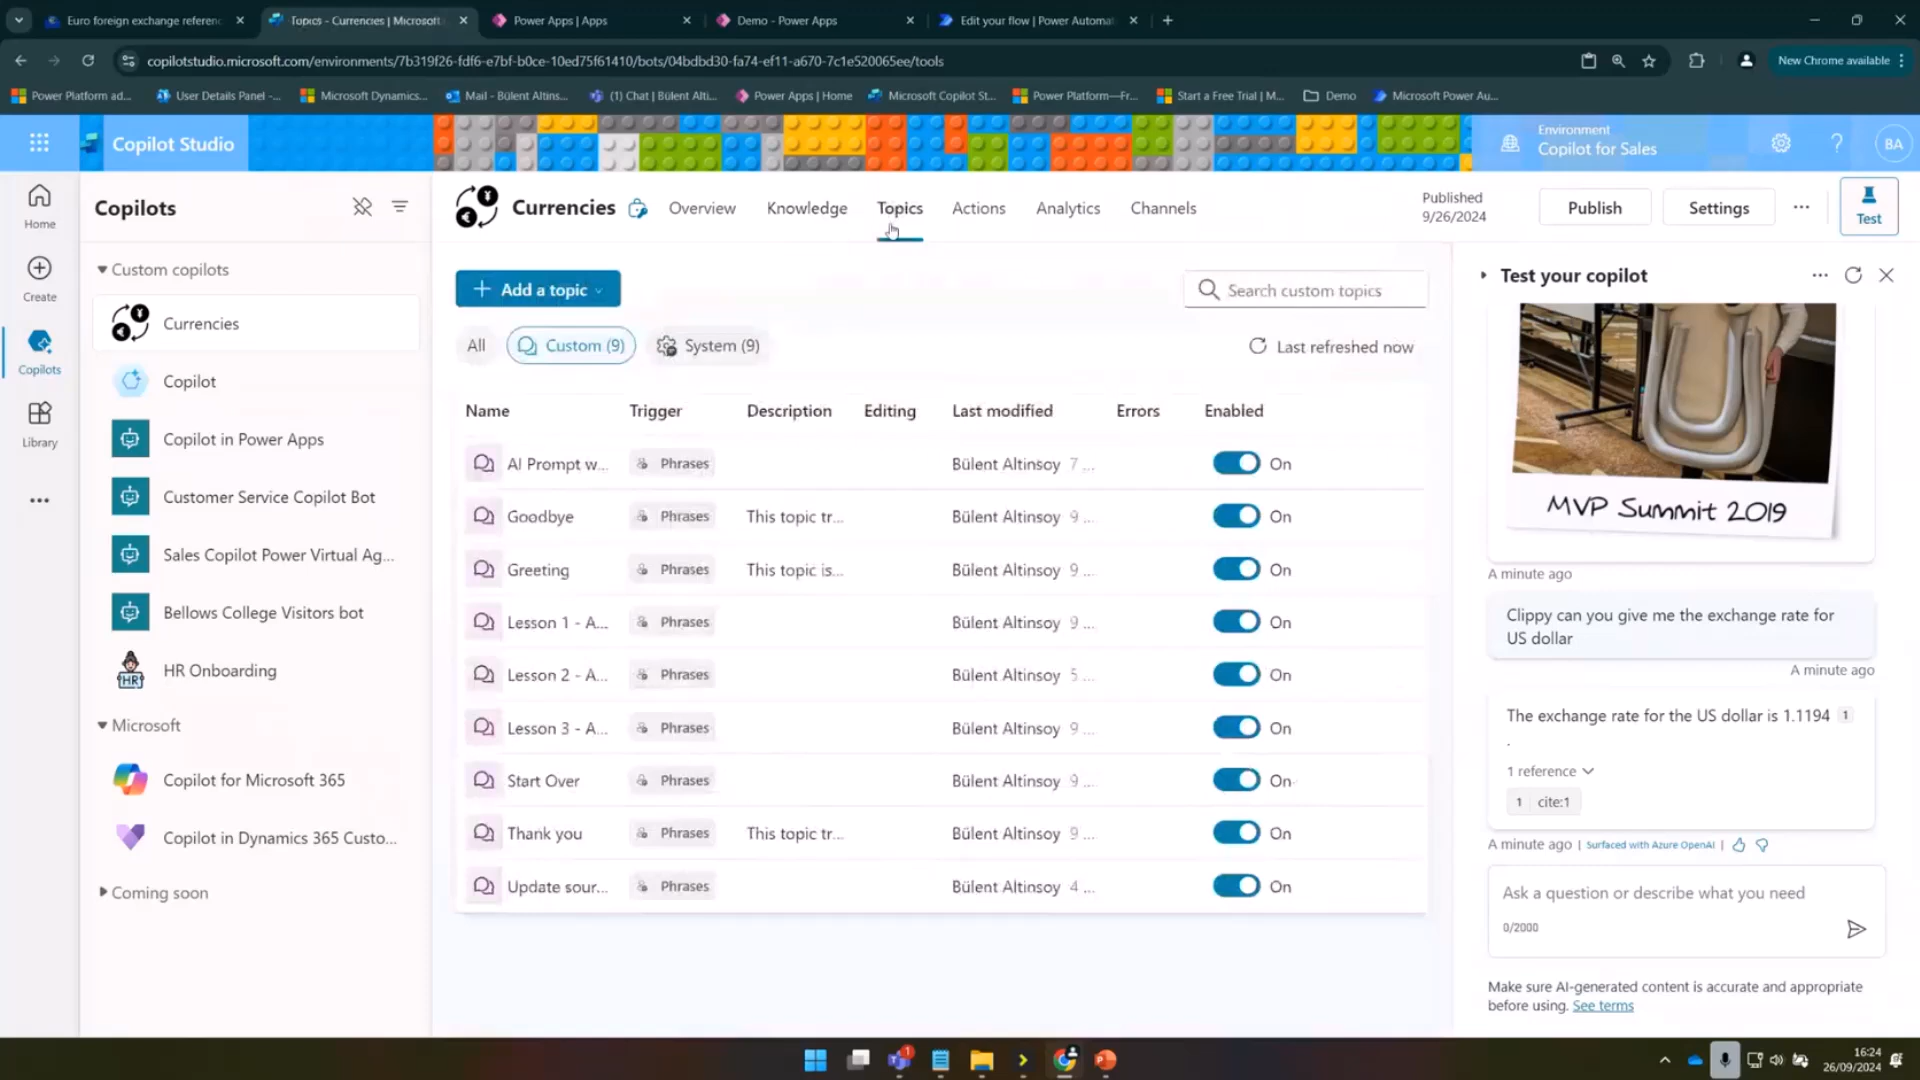 Euro foreign exchange referenc
Topics - Currencies | Microsoft
Power Apps | Apps
Demo - Power Apps
Edit your flow | Power Automat
copilotstudio.microsoft.com/environments/7b319f26-fdf6-e7bf-b0ce-10ed75f61410/bots/04bdbd30-fa74-ef11-a670-7c1e520065ee/tools
New Chrome available
Power Platform ad...
User Details Panel -...
Microsoft Dynamics...
Mail - Bülent Altins...
(1) Chat | Bülent Alti...
Power Apps | Home
Microsoft Copilot St...
Power Platform—Fr...
Start a Free Trial | M...
Demo
Microsoft Power Au...
Copilot Studio
Environment
Copilot for Sales
BA
Home
Create
Copilots
Library
Copilots
Custom copilots
Currencies
Copilot
Copilot in Power Apps
Customer Service Copilot Bot
Sales Copilot Power Virtual Ag...
Bellows College Visitors bot
HR
HR Onboarding
Microsoft
Copilot for Microsoft 365
Copilot in Dynamics 365 Custo...
Coming soon
Currencies
Overview
Knowledge
Topics
Actions
Analytics
Channels
Published
9/26/2024
Publish
Settings
Test
Add a topic
Search custom topics
All
Custom (9)
System (9)
Last refreshed now
Name Trigger Description Editing Last modified Errors Enabled
AI Prompt w... Phrases Bülent Altinsoy 7 ... On
Goodbye Phrases This topic tr... Bülent Altinsoy 9 ... On
Greeting Phrases This topic is... Bülent Altinsoy 9 ... On
Lesson 1 - A... Phrases Bülent Altinsoy 9 ... On
Lesson 2 - A... Phrases Bülent Altinsoy 5 ... On
Lesson 3 - A... Phrases Bülent Altinsoy 9 ... On
Start Over Phrases Bülent Altinsoy 9 ... On
Thank you Phrases This topic tr... Bülent Altinsoy 9 ... On
Update sour... Phrases Bülent Altinsoy 4 ... On
Test your copilot
MVP Summit 2019
A minute ago
Clippy can you give me the exchange rate for
US dollar
A minute ago
The exchange rate for the US dollar is 1.1194 1
.
1 reference
1 cite:1
A minute ago | Surfaced with Azure OpenAI |
Ask a question or describe what you need
0/2000
Make sure AI-generated content is accurate and appropriate
before using. See terms
16:24
26/09/2024